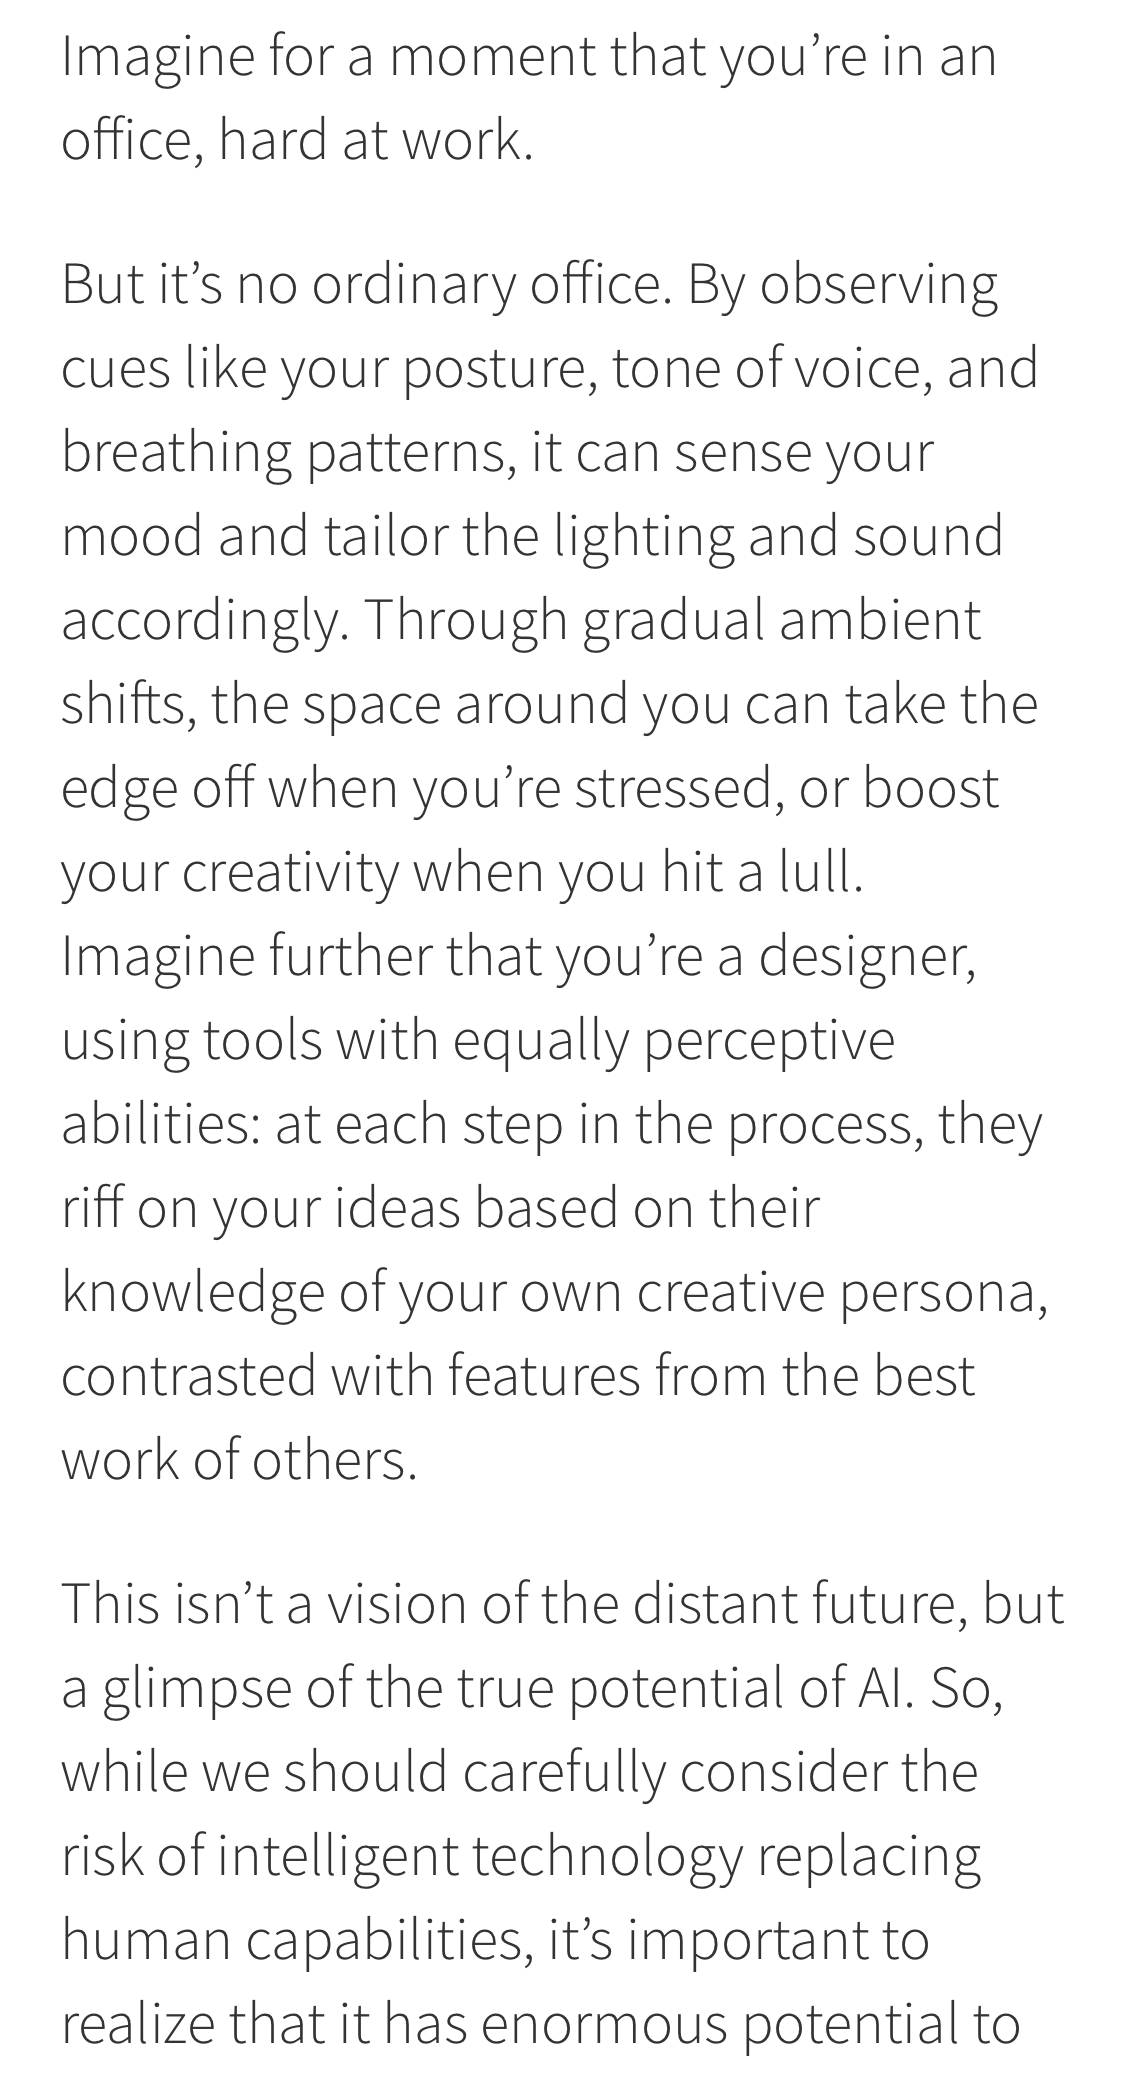 Imagine for a moment that you’re in an
office, hard at work.
But it’s no ordinary office. By observing
cues like your posture, tone of voice, and
breathing patterns, it can sense your
mood and tailor the lighting and sound
accordingly. Through gradual ambient
shifts, the space around you can take the
edge off when you’re stressed, or boost
your creativity when you hit a lull.
Imagine further that you’re a designer,
using tools with equally perceptive
abilities: at each step in the process, they
riff on your ideas based on their
knowledge of your own creative persona,
contrasted with features from the best
work of others.
This isn’t a vision of the distant future, but
a glimpse of the true potential of AI. So,
while we should carefully consider the
risk of intelligent technology replacing
human capabilities, it’s important to
realize that it has enormous potential to